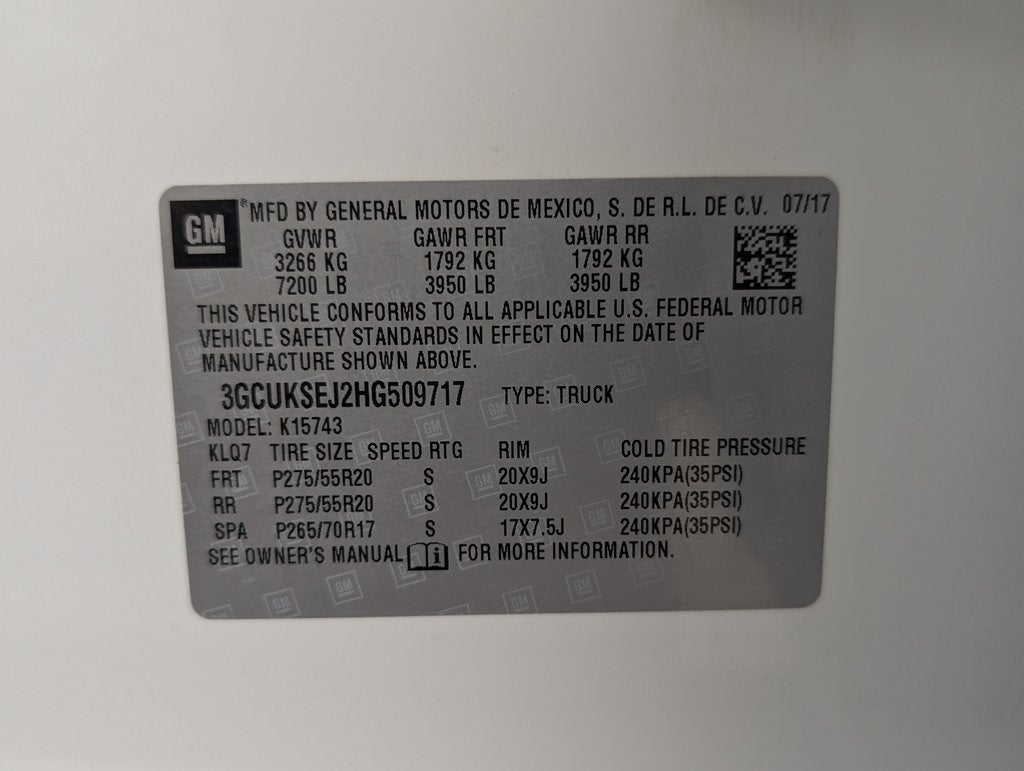 GM ® MFD BY GENERAL MOTORS DE MEXICO, S. DE R.L. DE C.V. 07/17
GVWR GAWR FRT GAWR RR
3266 KG 1792 KG 1792 KG
7200 LB 3950 LB 3950 LB
THIS VEHICLE CONFORMS TO ALL APPLICABLE U.S. FEDERAL MOTOR
VEHICLE SAFETY STANDARDS IN EFFECT ON THE DATE OF
MANUFACTURE SHOWN ABOVE.
3GCUKSEJ2HG509717 TYPE: TRUCK
MODEL: K15743
KLQ7 TIRE SIZE SPEED RTG RIM COLD TIRE PRESSURE
FRT P275/55R20 S 20X9J 240KPA(35PSI)
RR P275/55R20 S 20X9J 240KPA(35PSI)
SPA P265/70R17 S 17X7.5J 240KPA(35PSI)
SEE OWNER'S MANUAL i FOR MORE INFORMATION.